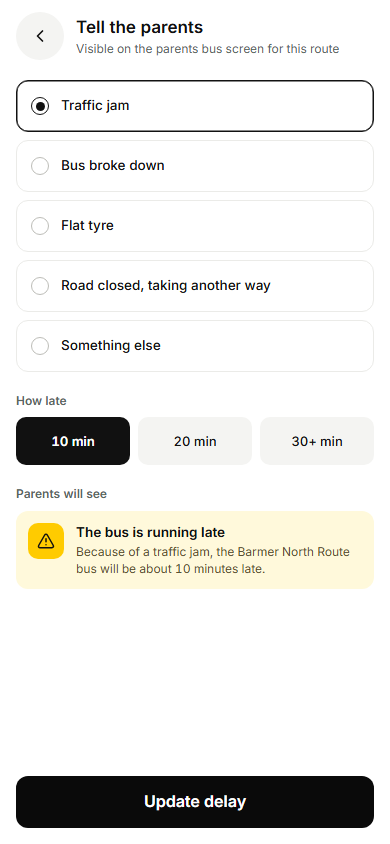 Tell the parents
Visible on the parents bus screen for this route
Traffic jam
Bus broke down
Flat tyre
Road closed, taking another way
Something else
How late
10 min
20 min
30+ min
Parents will see
The bus is running late
Because of a traffic jam, the Barmer North Route
bus will be about 10 minutes late.
Update delay